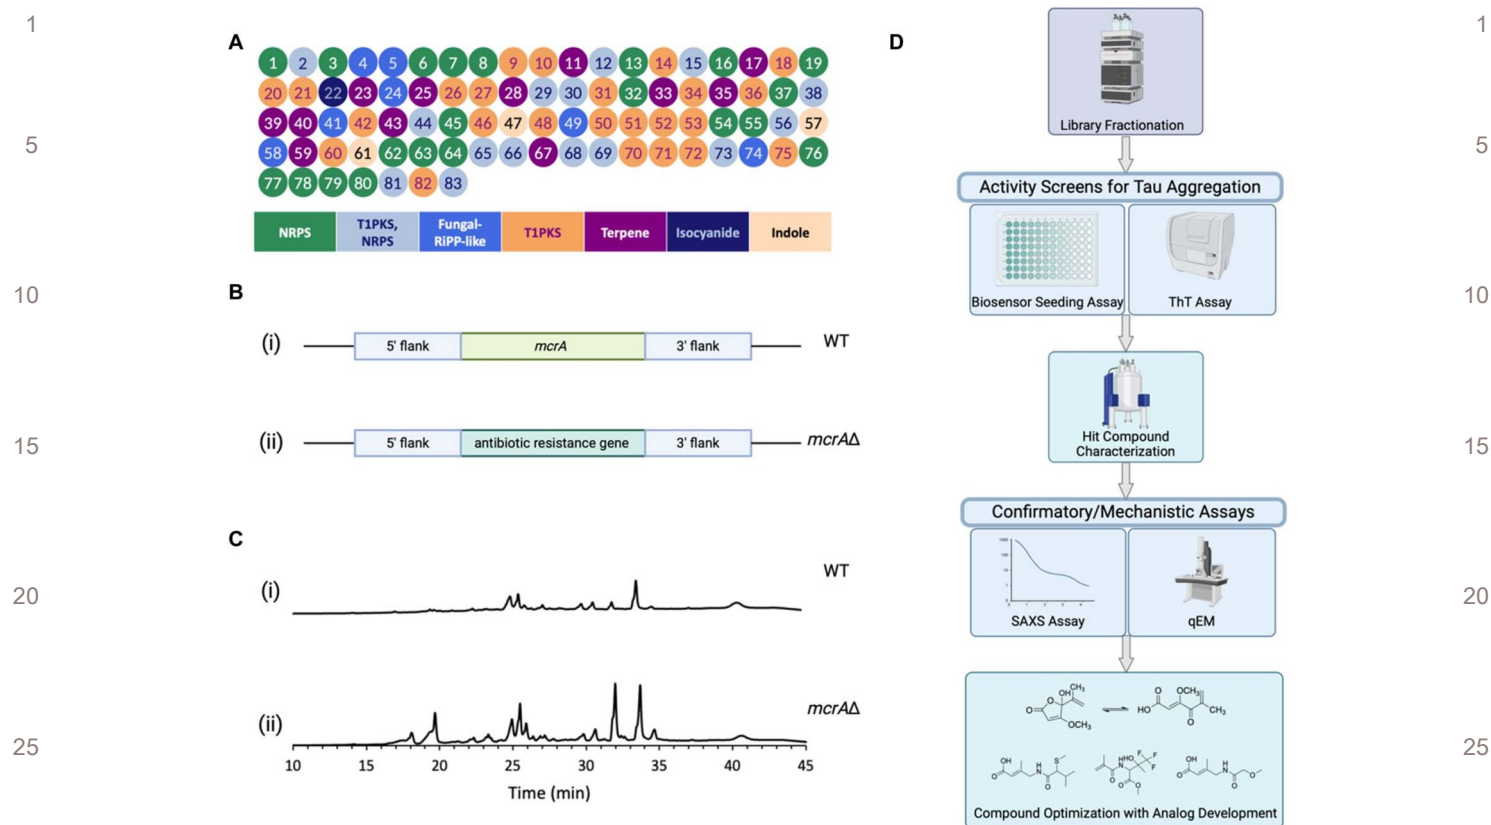 1
5
10
15
20
25
1
5
10
15
20
25
A
1 2 3 4 5 6 7 8 9 10 11 12 13 14 15 16 17 18 19
20 21 22 23 24 25 26 27 28 29 30 31 32 33 34 35 36 37 38
39 40 41 42 43 44 45 46 47 48 49 50 51 52 53 54 55 56 57
58 59 60 61 62 63 64 65 66 67 68 69 70 71 72 73 74 75 76
77 78 79 80 81 82 83
NRPS
T1PKS,
NRPS
Fungal-
RiPP-like
T1PKS
Terpene
Isocyanide
Indole
B
(i)
5' flank
mcrA
3' flank
WT
(ii)
5' flank
antibiotic resistance gene
3' flank
mcrAΔ
C
(i)
WT
(ii)
mcrAΔ
10 15 20 25 30 35 40 45
Time (min)
D
Library Fractionation
Activity Screens for Tau Aggregation
Biosensor Seeding Assay
ThT Assay
Hit Compound
Characterization
Confirmatory/Mechanistic Assays
SAXS Assay
qEM
Compound Optimization with Analog Development